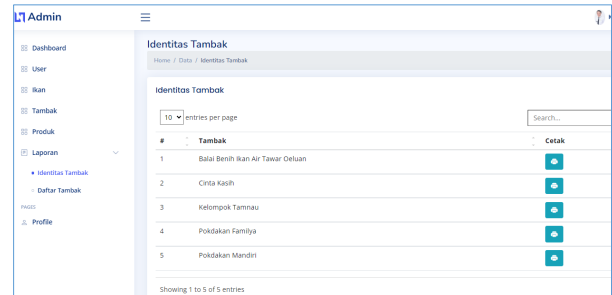 Admin
Dashboard
User
Ikan
Tambak
Produk
Laporan
Identitas Tambak
Daftar Tambak
PAGES
Profile
Identitas Tambak
Home / Data / Identitas Tambak
Identitas Tambak
10 entries per page
Search...
# Tambak Cetak
1 Balai Benih Ikan Air Tawar Oeluan
2 Cinta Kasih
3 Kelompok Tamnau
4 Pokdakan Familya
5 Pokdakan Mandiri
Showing 1 to 5 of 5 entries